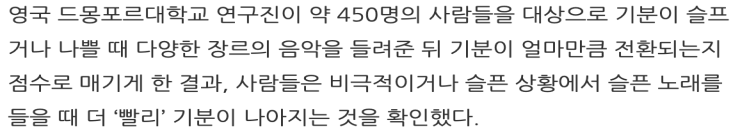 영국 드몽포르대학교 연구진이 약 450명의 사람들을 대상으로 기분이 슬프
거나 나쁠 때 다양한 장르의 음악을 들려준 뒤 기분이 얼마만큼 전환되는지
점수로 매기게 한 결과, 사람들은 비극적이거나 슬픈 상황에서 슬픈 노래를
들을 때 더 ‘빨리’ 기분이 나아지는 것을 확인했다.